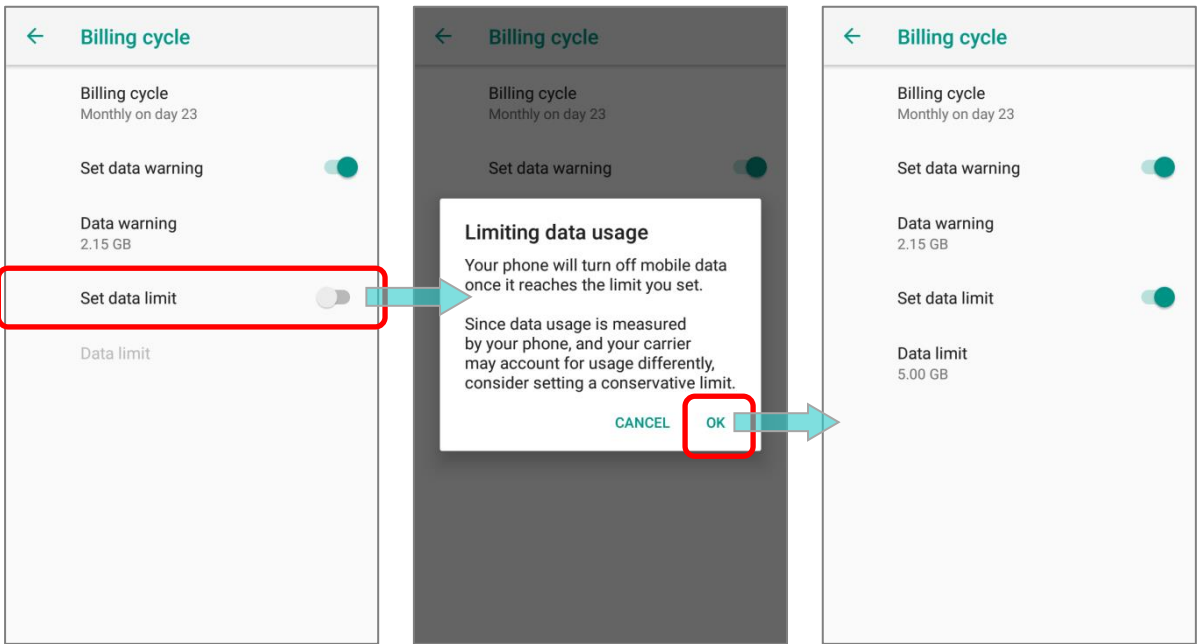 Billing cycle
Billing cycle
Monthly on day 23
Set data warning
Data warning
2.15 GB
Set data limit
Data limit
Billing cycle
Billing cycle
Monthly on day 23
Set data warning
Limiting data usage
Your phone will turn off mobile data
once it reaches the limit you set.
Since data usage is measured
by your phone, and your carrier
may account for usage differently,
consider setting a conservative limit.
CANCEL OK
Billing cycle
Billing cycle
Monthly on day 23
Set data warning
Data warning
2.15 GB
Set data limit
Data limit
5.00 GB